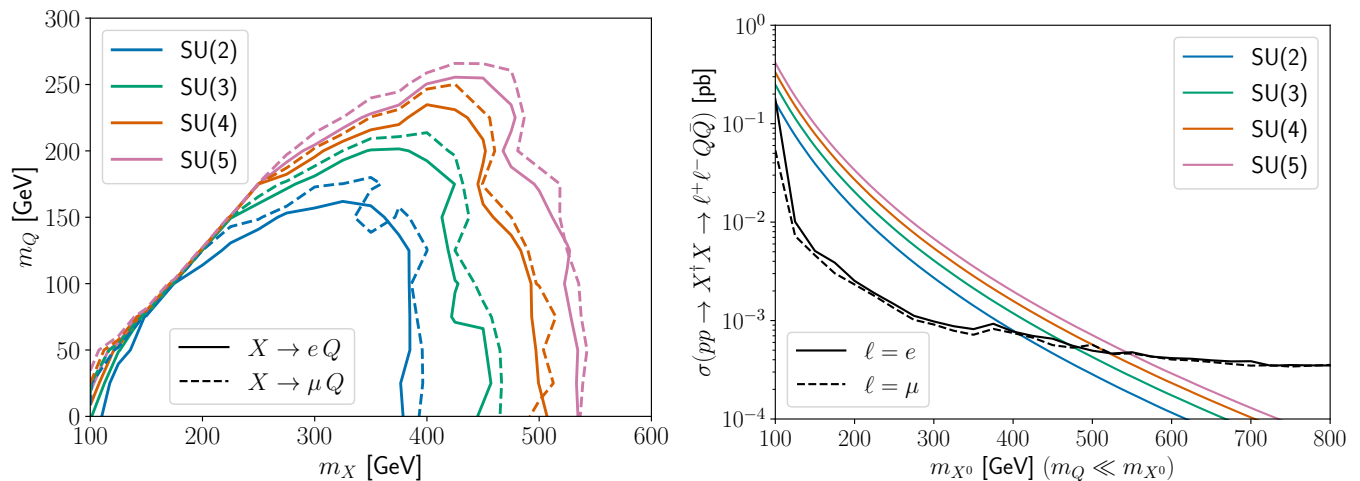 300
250
200
150
100
50
0
m_Q [GeV]
SU(2)
SU(3)
SU(4)
SU(5)
X → e Q
X → μ Q
100 200 300 400 500 600
m_X [GeV]
10^0
10^{-1}
10^{-2}
10^{-3}
10^{-4}
σ(pp → X^†X → ℓ^+ℓ^-QQ̄) [pb]
SU(2)
SU(3)
SU(4)
SU(5)
ℓ = e
ℓ = μ
100 200 300 400 500 600 700 800
m_{X^0} [GeV] (m_Q ≪ m_{X^0})